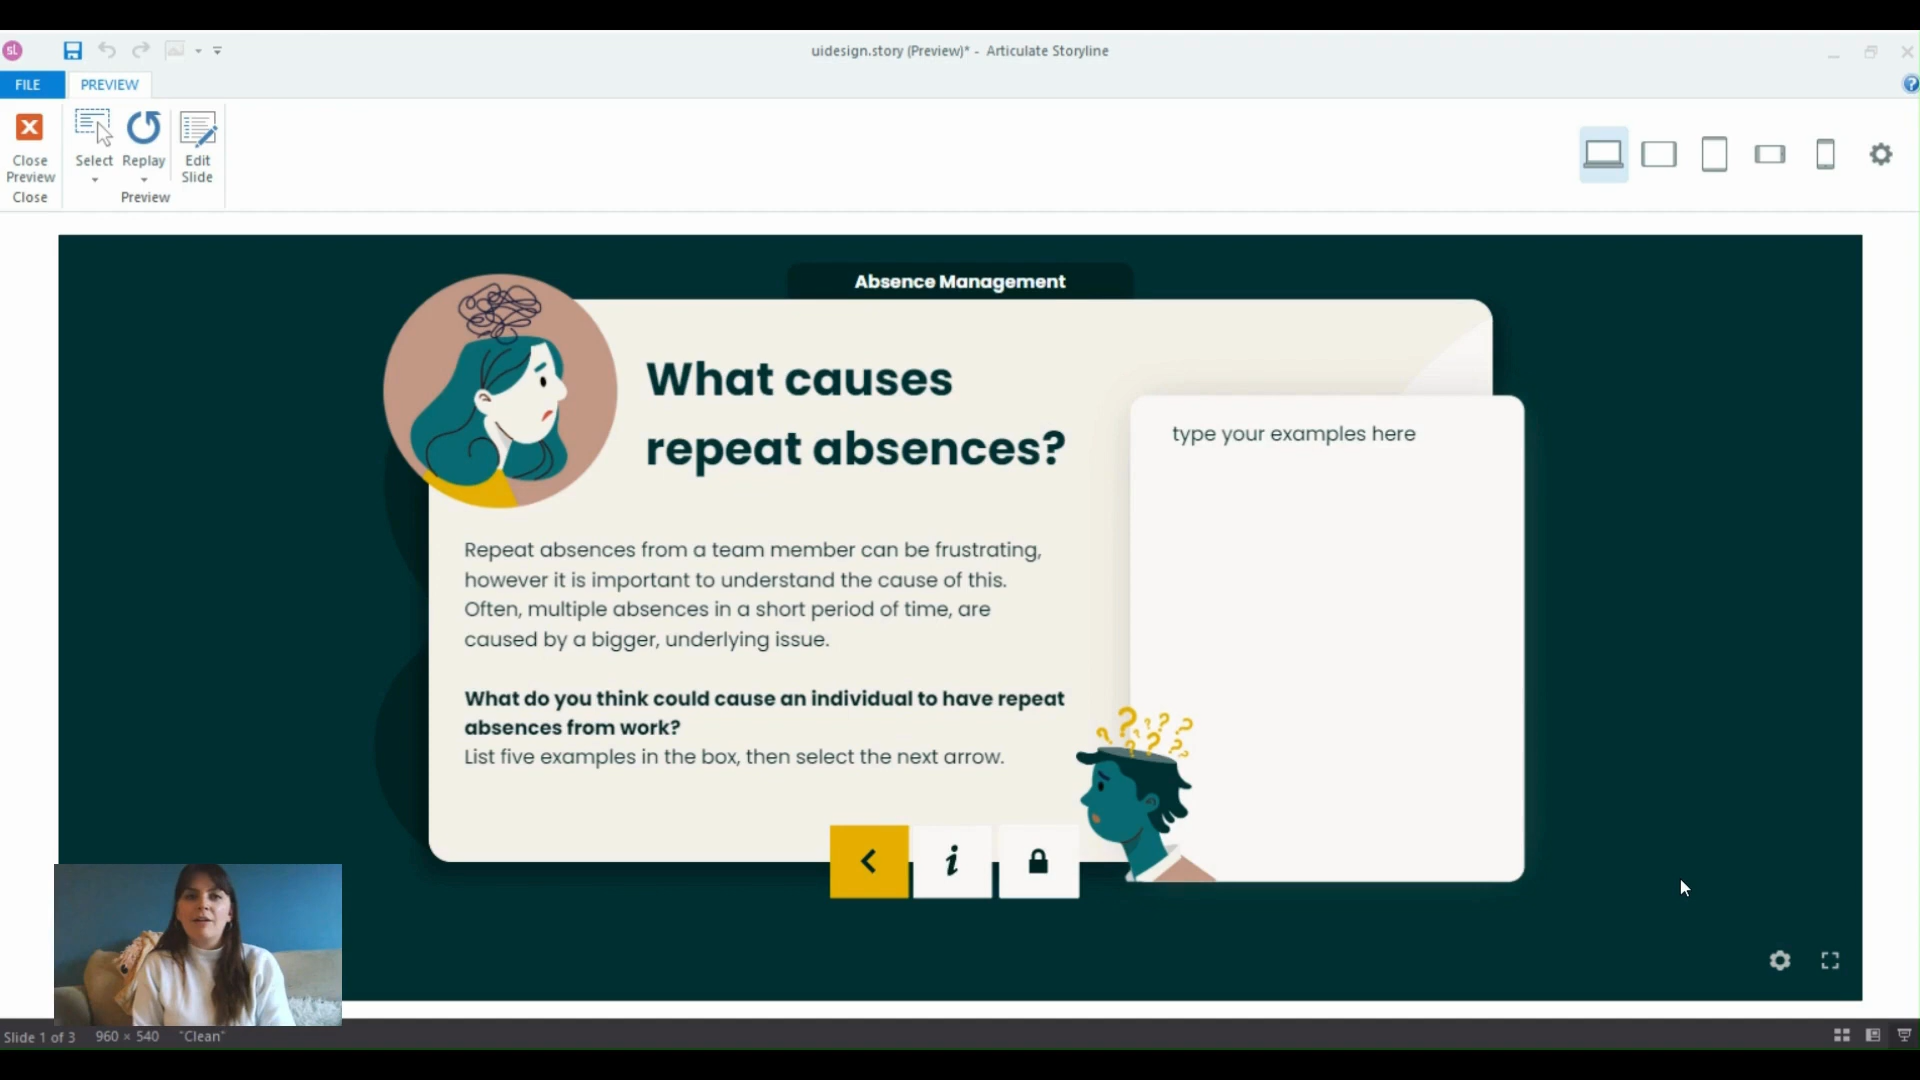 sl
uidesign.story (Preview)* - Articulate Storyline
FILE
PREVIEW
?
Close
Preview
Select
Replay
Edit
Slide
Close
Preview
Absence Management
What causes
repeat absences?
type your examples here
Repeat absences from a team member can be frustrating,
however it is important to understand the cause of this.
Often, multiple absences in a short period of time, are
caused by a bigger, underlying issue.
What do you think could cause an individual to have repeat
absences from work?
List five examples in the box, then select the next arrow.
i
Slide 1 of 3
960 × 540
"Clean"